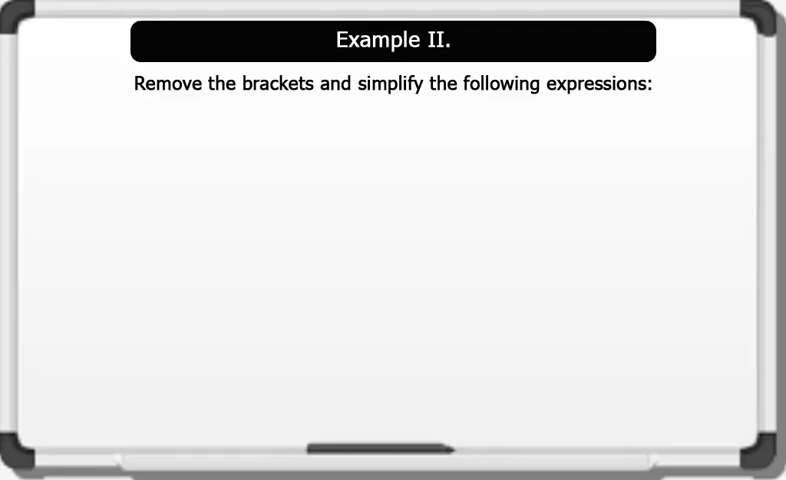 Example II.
Remove the brackets and simplify the following expressions: